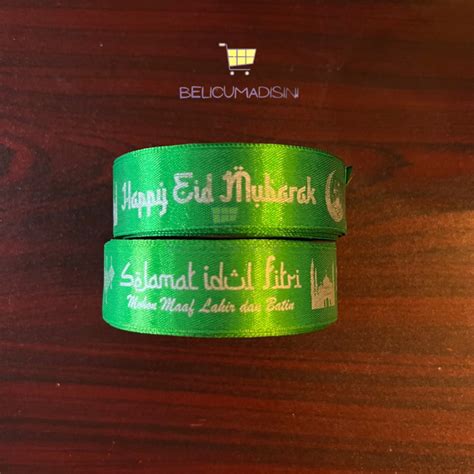 BELICUMADISINI
Happy Eid Mubarak
Selamat idul fitri
Mohon Maaf Lahir dan Batin